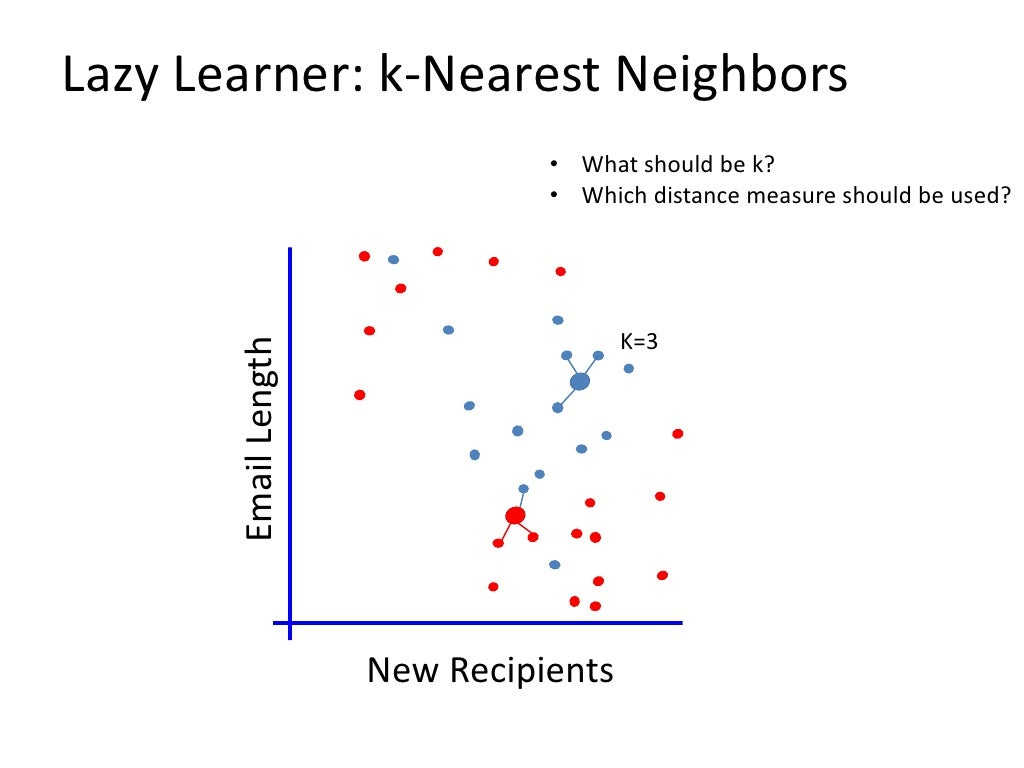 Lazy Learner: k-Nearest Neighbors
• What should be k?
• Which distance measure should be used?
K=3
Email Length
New Recipients